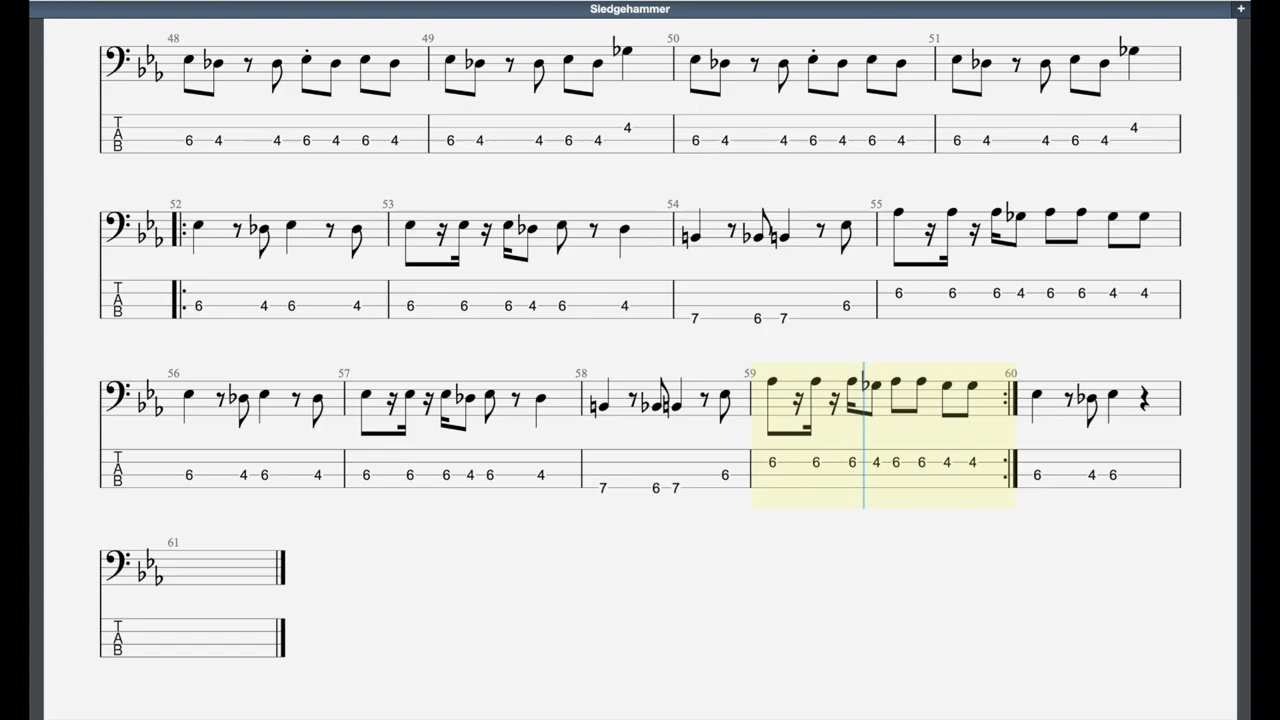 Sledgehammer
+
48 49 50 51
T A B
4 4
6 4 4 6 4 6 4 6 4 4 6 4 6 4 4 6 4 6 4 6 4 4 6 4
52 53 54 55
T A B
6 6 6 4 6 6 4 4
6 4 6 4 6 6 6 4 6 4 6
7 6 7
56 57 58 59 60
T A B
6 6 6 4 6 6 4 4
6 4 6 4 6 6 6 4 6 4 6 6 4 6
7 6 7
61
T A B